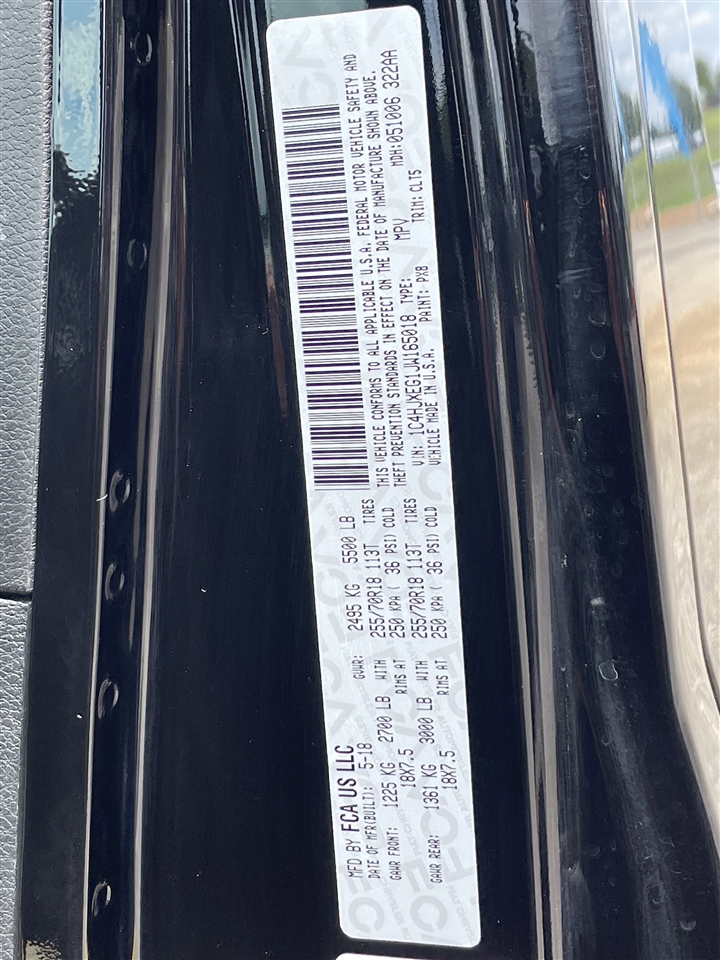 MFD BY FCA US LLC
DATE OF MFR(BUILT): 5-18 GVWR: 2495 KG 5500 LB
GAWR FRONT: 1225 KG 2700 LB WITH 255/70R18 113T TIRES
18X7.5 RIMS AT 250 KPA ( 36 PSI) COLD
GAWR REAR: 1361 KG 3000 LB WITH 255/70R18 113T TIRES
18X7.5 RIMS AT 250 KPA ( 36 PSI) COLD
THIS VEHICLE CONFORMS TO ALL APPLICABLE U.S.A. FEDERAL MOTOR VEHICLE SAFETY AND
THEFT PREVENTION STANDARDS IN EFFECT ON THE DATE OF MANUFACTURE SHOWN ABOVE.
VIN: 1C4HJXEG1JW165018 TYPE: MPV MDH:051006 322AA
VEHICLE MADE IN U.S.A. PAINT: PX8 TRIM: CLT5